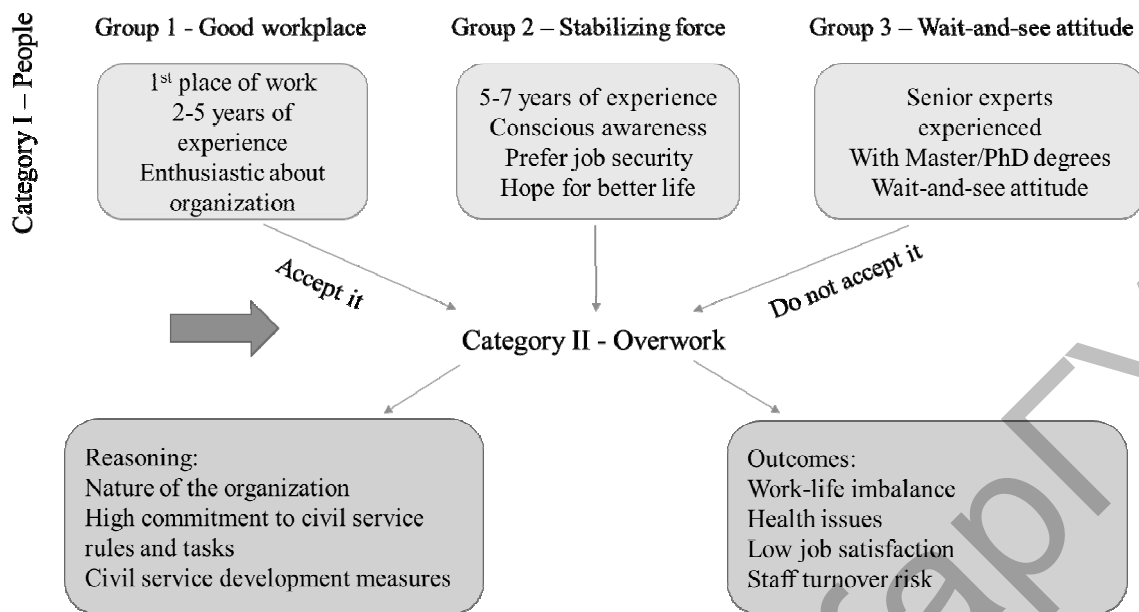 Category I – People
Group 1 - Good workplace
Group 2 – Stabilizing force
Group 3 – Wait-and-see attitude
1st place of work
2-5 years of
experience
Enthusiastic about
organization
5-7 years of experience
Conscious awareness
Prefer job security
Hope for better life
Senior experts
experienced
With Master/PhD degrees
Wait-and-see attitude
Accept it
Do not accept it
Category II - Overwork
Reasoning:
Nature of the organization
High commitment to civil service
rules and tasks
Civil service development measures
Outcomes:
Work-life imbalance
Health issues
Low job satisfaction
Staff turnover risk